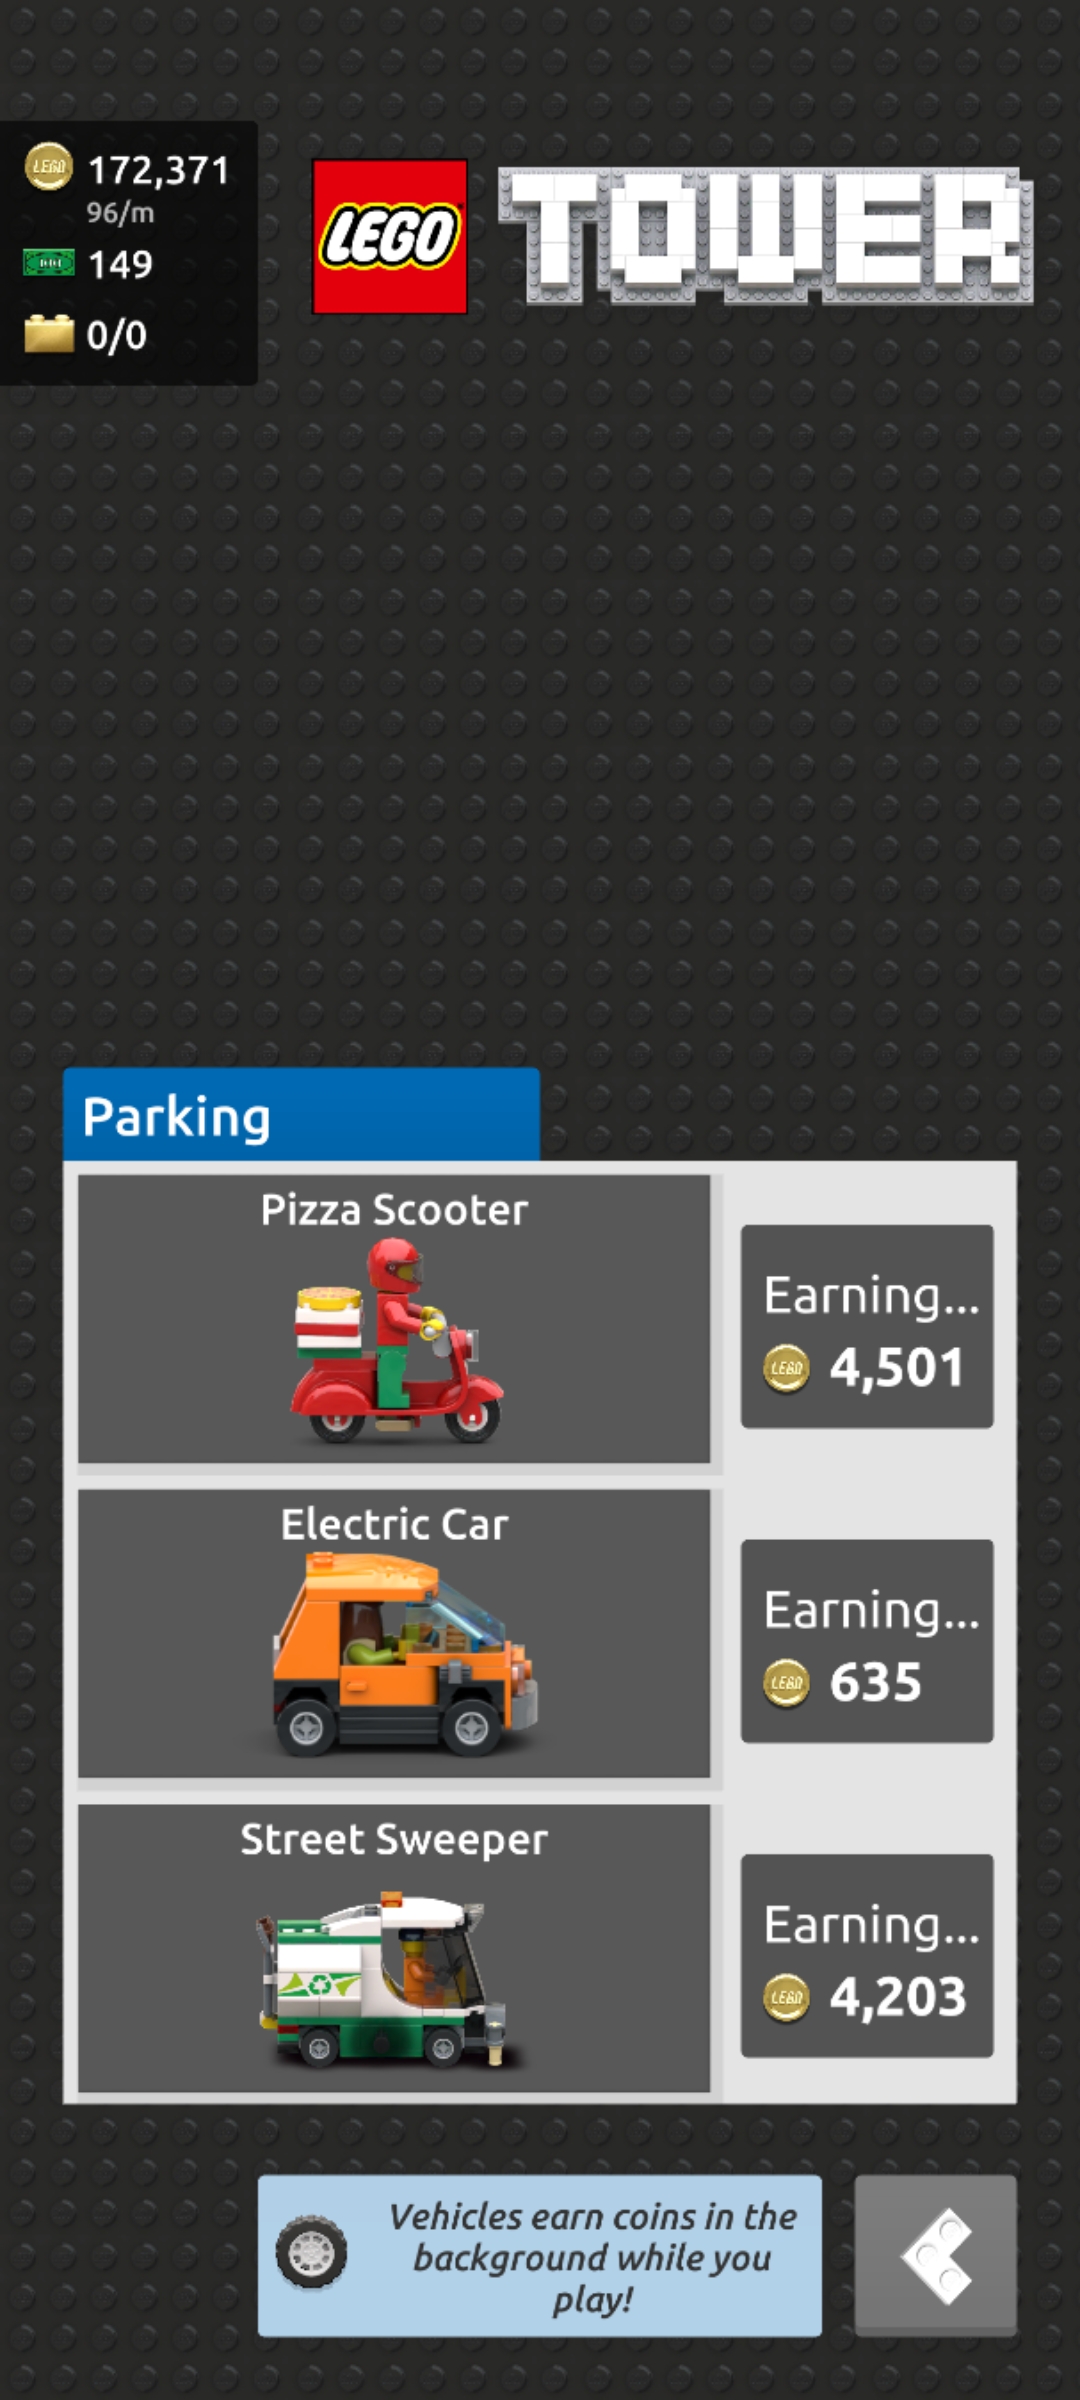 172,371
96/m
149
0/0
LEGO
TOWER
Parking
Pizza Scooter
Earning...
4,501
Electric Car
Earning...
635
Street Sweeper
Earning...
4,203
Vehicles earn coins in the
background while you
play!